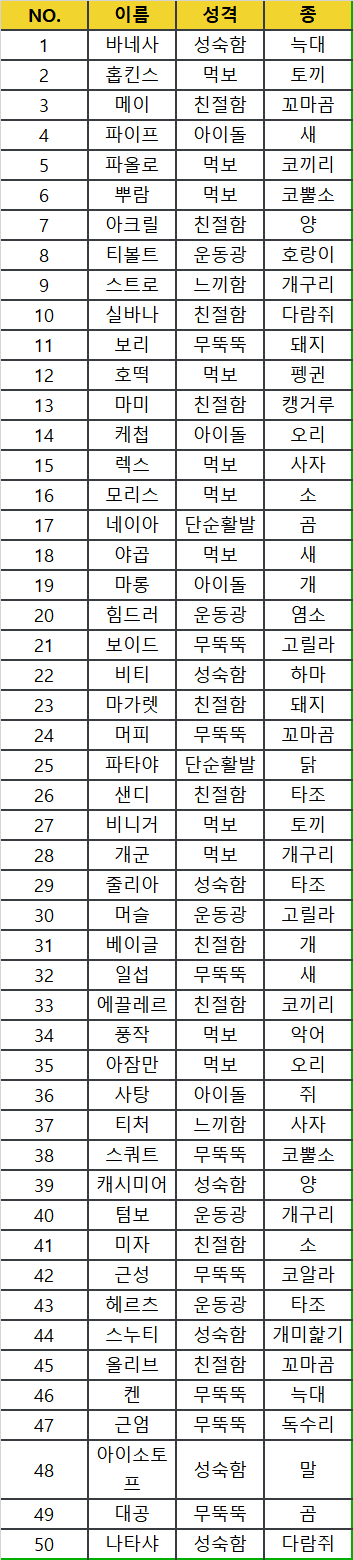 NO. 이름 성격 종
1 바네사 성숙함 늑대
2 홉킨스 먹보 토끼
3 메이 친절함 꼬마곰
4 파이프 아이돌 새
5 파올로 먹보 코끼리
6 뿌람 먹보 코뿔소
7 아크릴 친절함 양
8 티볼트 운동광 호랑이
9 스트로 느끼함 개구리
10 실바나 친절함 다람쥐
11 보리 무뚝뚝 돼지
12 호떡 먹보 펭귄
13 마미 친절함 캥거루
14 케첩 아이돌 오리
15 렉스 먹보 사자
16 모리스 먹보 소
17 네이아 단순활발 곰
18 야곱 먹보 새
19 마롱 아이돌 개
20 힘드러 운동광 염소
21 보이드 무뚝뚝 고릴라
22 비티 성숙함 하마
23 마가렛 친절함 돼지
24 머피 무뚝뚝 꼬마곰
25 파타야 단순활발 닭
26 샌디 친절함 타조
27 비니거 먹보 토끼
28 개군 먹보 개구리
29 줄리아 성숙함 타조
30 머슬 운동광 고릴라
31 베이글 친절함 개
32 일섭 무뚝뚝 새
33 에끌레르 친절함 코끼리
34 풍작 먹보 악어
35 아잠만 먹보 오리
36 사탕 아이돌 쥐
37 티처 느끼함 사자
38 스쿼트 무뚝뚝 코뿔소
39 캐시미어 성숙함 양
40 텀보 운동광 개구리
41 미자 친절함 소
42 근성 무뚝뚝 코알라
43 헤르츠 운동광 타조
44 스누티 성숙함 개미핥기
45 올리브 친절함 꼬마곰
46 켄 무뚝뚝 늑대
47 근엄 무뚝뚝 독수리
48 아이소토
프 성숙함 말
49 대공 무뚝뚝 곰
50 나타샤 성숙함 다람쥐